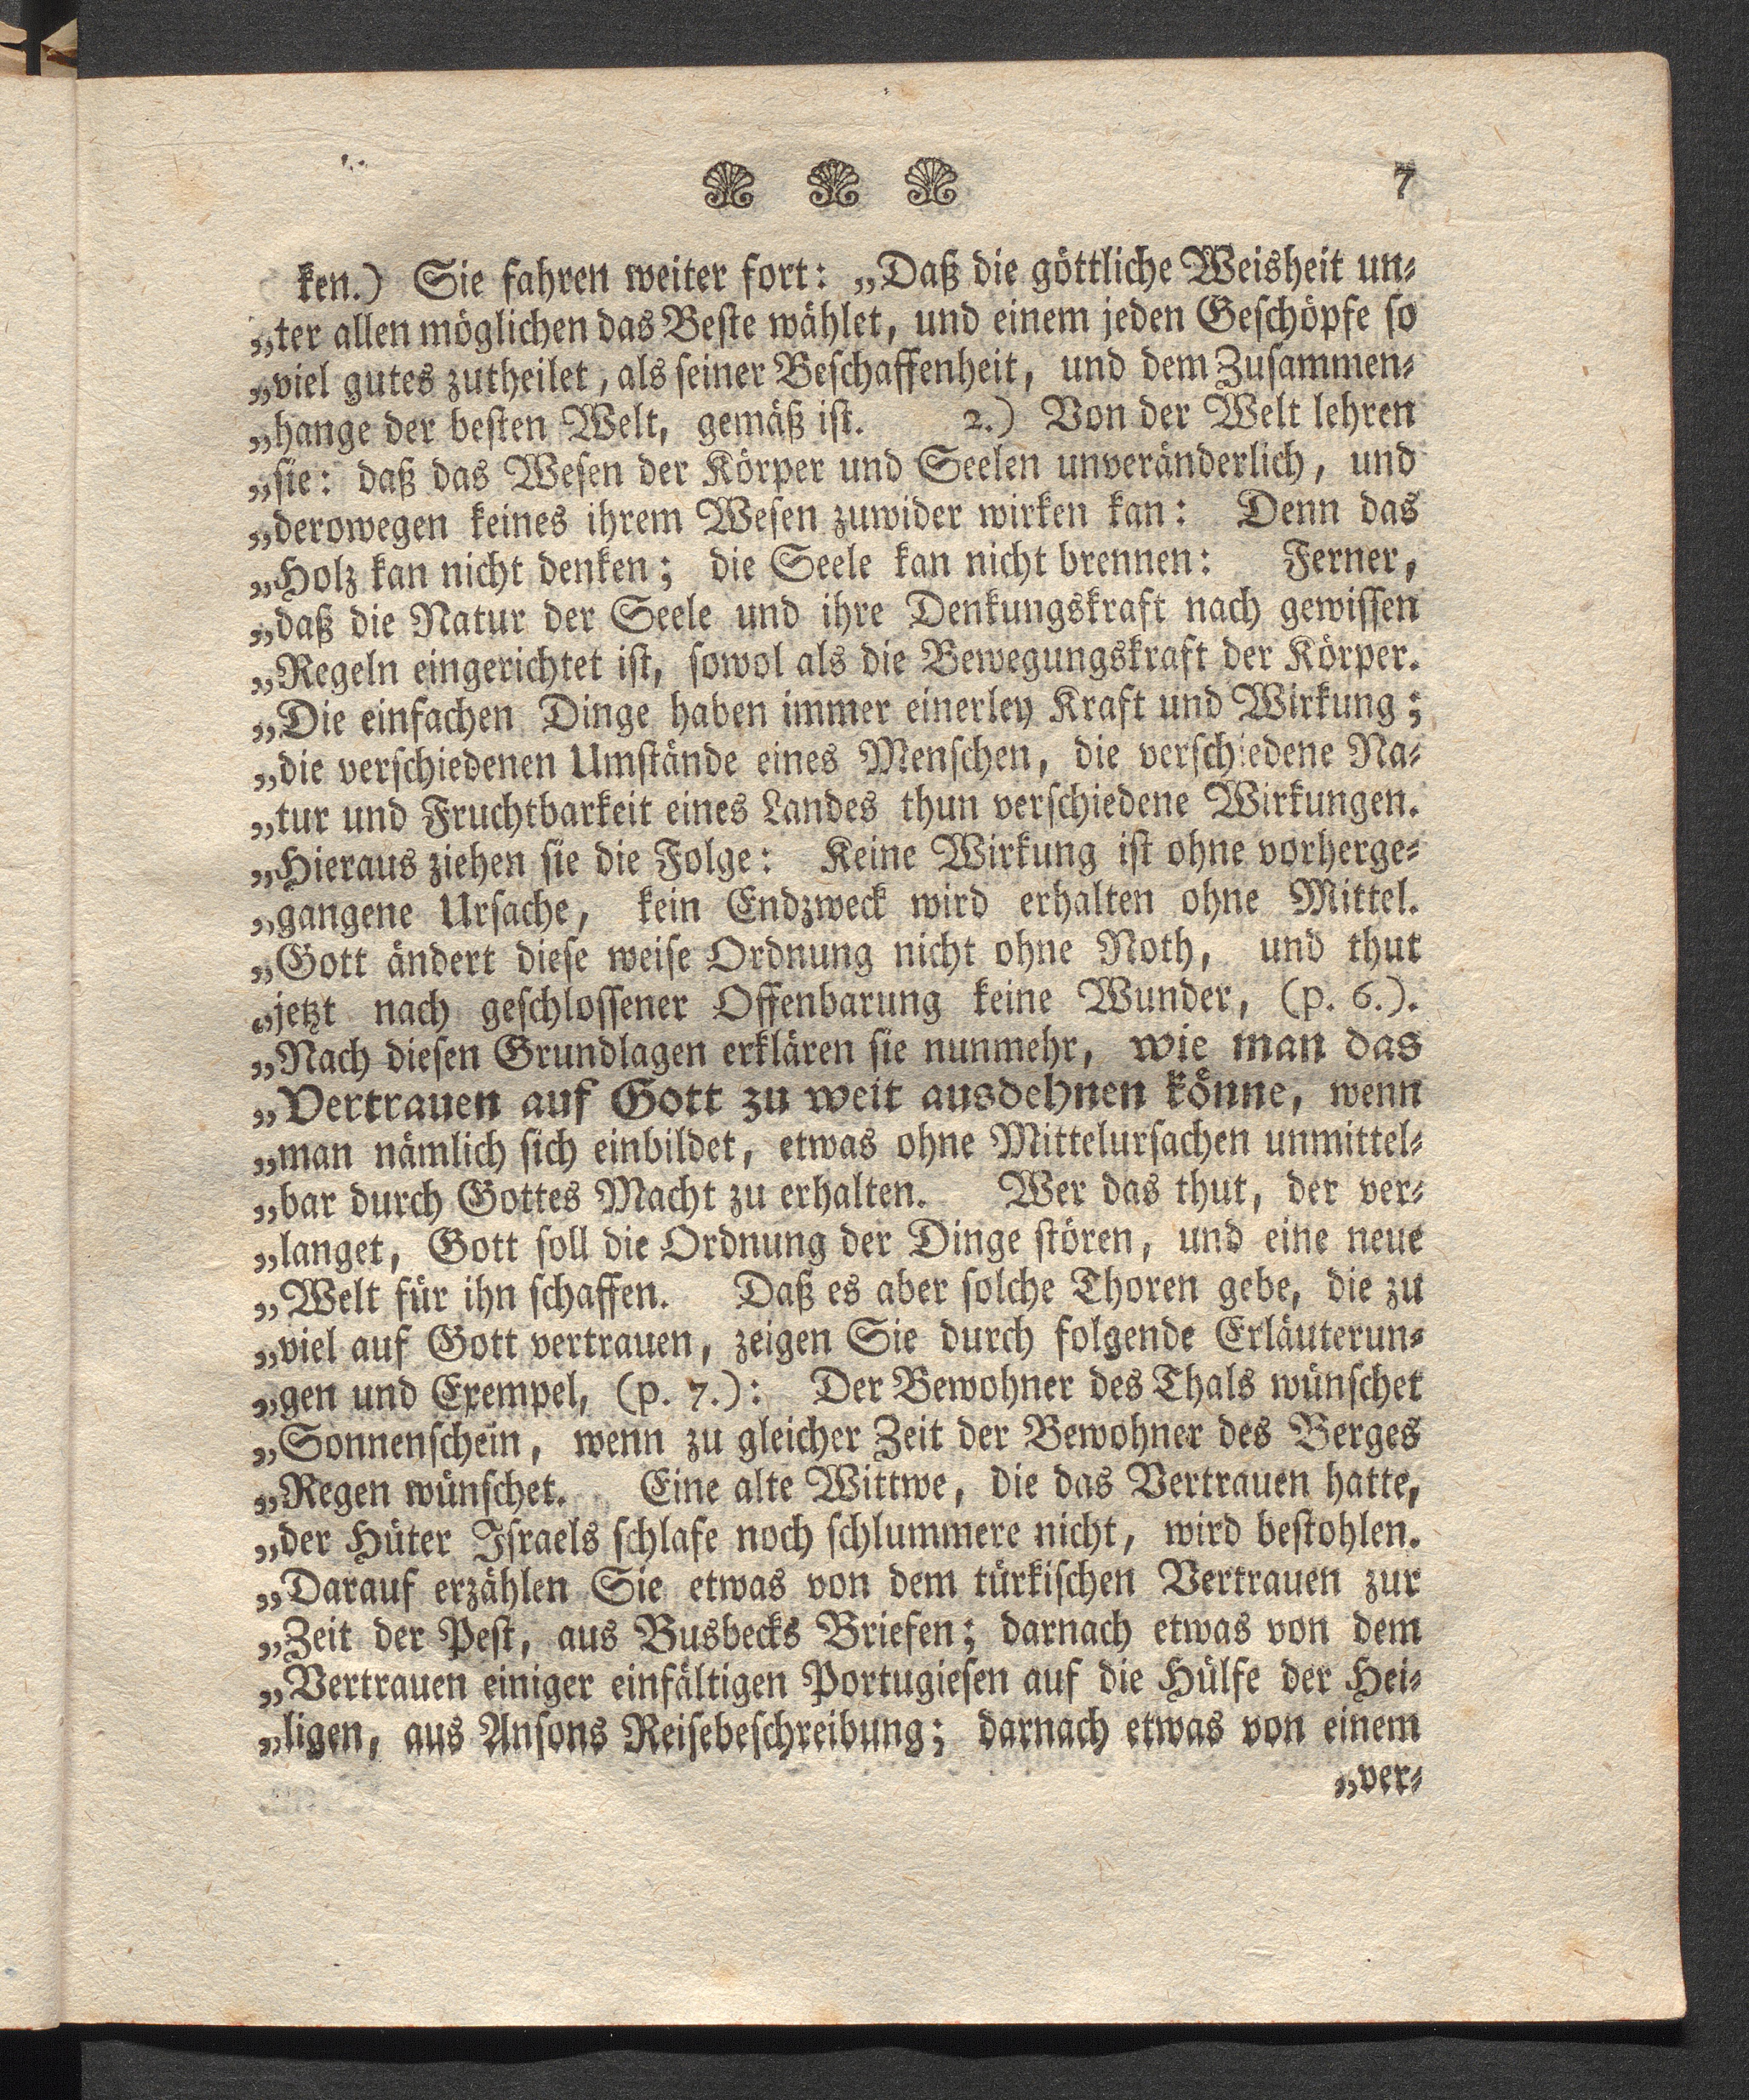 7
ken.) Sie fahren weiter fort: „Daß die göttliche Weisheit un⸗
„ter allen möglichen das Beste wählet, und einem jeden Geschöpfe so
„viel gutes zutheilet, als seiner Beschaffenheit, und dem Zusammen⸗
„hange der besten Welt, gemäß ist. 2.) Von der Welt lehren
„sie: daß das Wesen der Körper und Seelen unveränderlich, und
„derowegen keines ihrem Wesen zuwider wirken kan: Denn das
„Holz kan nicht denken; die Seele kan nicht brennen: Ferner,
„daß die Natur der Seele und ihre Denkungskraft nach gewissen
„Regeln eingerichtet ist, sowol als die Bewegungskraft der Körper.
„Die einfachen Dinge haben immer einerley Kraft und Wirkung;
„die verschiedenen Umstände eines Menschen, die verschiedene Na⸗
„tur und Fruchtbarkeit eines Landes thun verschiedene Wirkungen.
„Hieraus ziehen sie die Folge: Keine Wirkung ist ohne vorherge⸗
„gangene Ursache, kein Endzweck wird erhalten ohne Mittel.
„Gott ändert diese weise Ordnung nicht ohne Noth, und thut
„jetzt nach geschlossener Offenbarung keine Wunder, (p. 6.).
„Nach diesen Grundlagen erklären sie nunmehr, wie man das
„Vertrauen auf Gott zu weit ausdehnen könne, wenn
„man nämlich sich einbildet, etwas ohne Mittelursachen unmittel⸗
„bar durch Gottes Macht zu erhalten. Wer das thut, der ver⸗
„langet, Gott soll die Ordnung der Dinge stören, und eine neue
„Welt für ihn schaffen. Daß es aber solche Thoren gebe, die zu
„viel auf Gott vertrauen, zeigen Sie durch folgende Erläuterun⸗
„gen und Exempel, (p. 7.): Der Bewohner des Thals wünschet
„Sonnenschein, wenn zu gleicher Zeit der Bewohner des Berges
„Regen wünschet. Eine alte Wittwe, die das Vertrauen hatte,
„der Hüter Israels schlafe noch schlummere nicht, wird bestohlen.
„Darauf erzählen Sie etwas von dem türkischen Vertrauen zur
„Zeit der Pest, aus Busbecks Briefen; darnach etwas von dem
„Vertrauen einiger einfältigen Portugiesen auf die Hülfe der Hei⸗
„ligen, aus Ansons Reisebeschreibung; darnach etwas von einem
„ver⸗